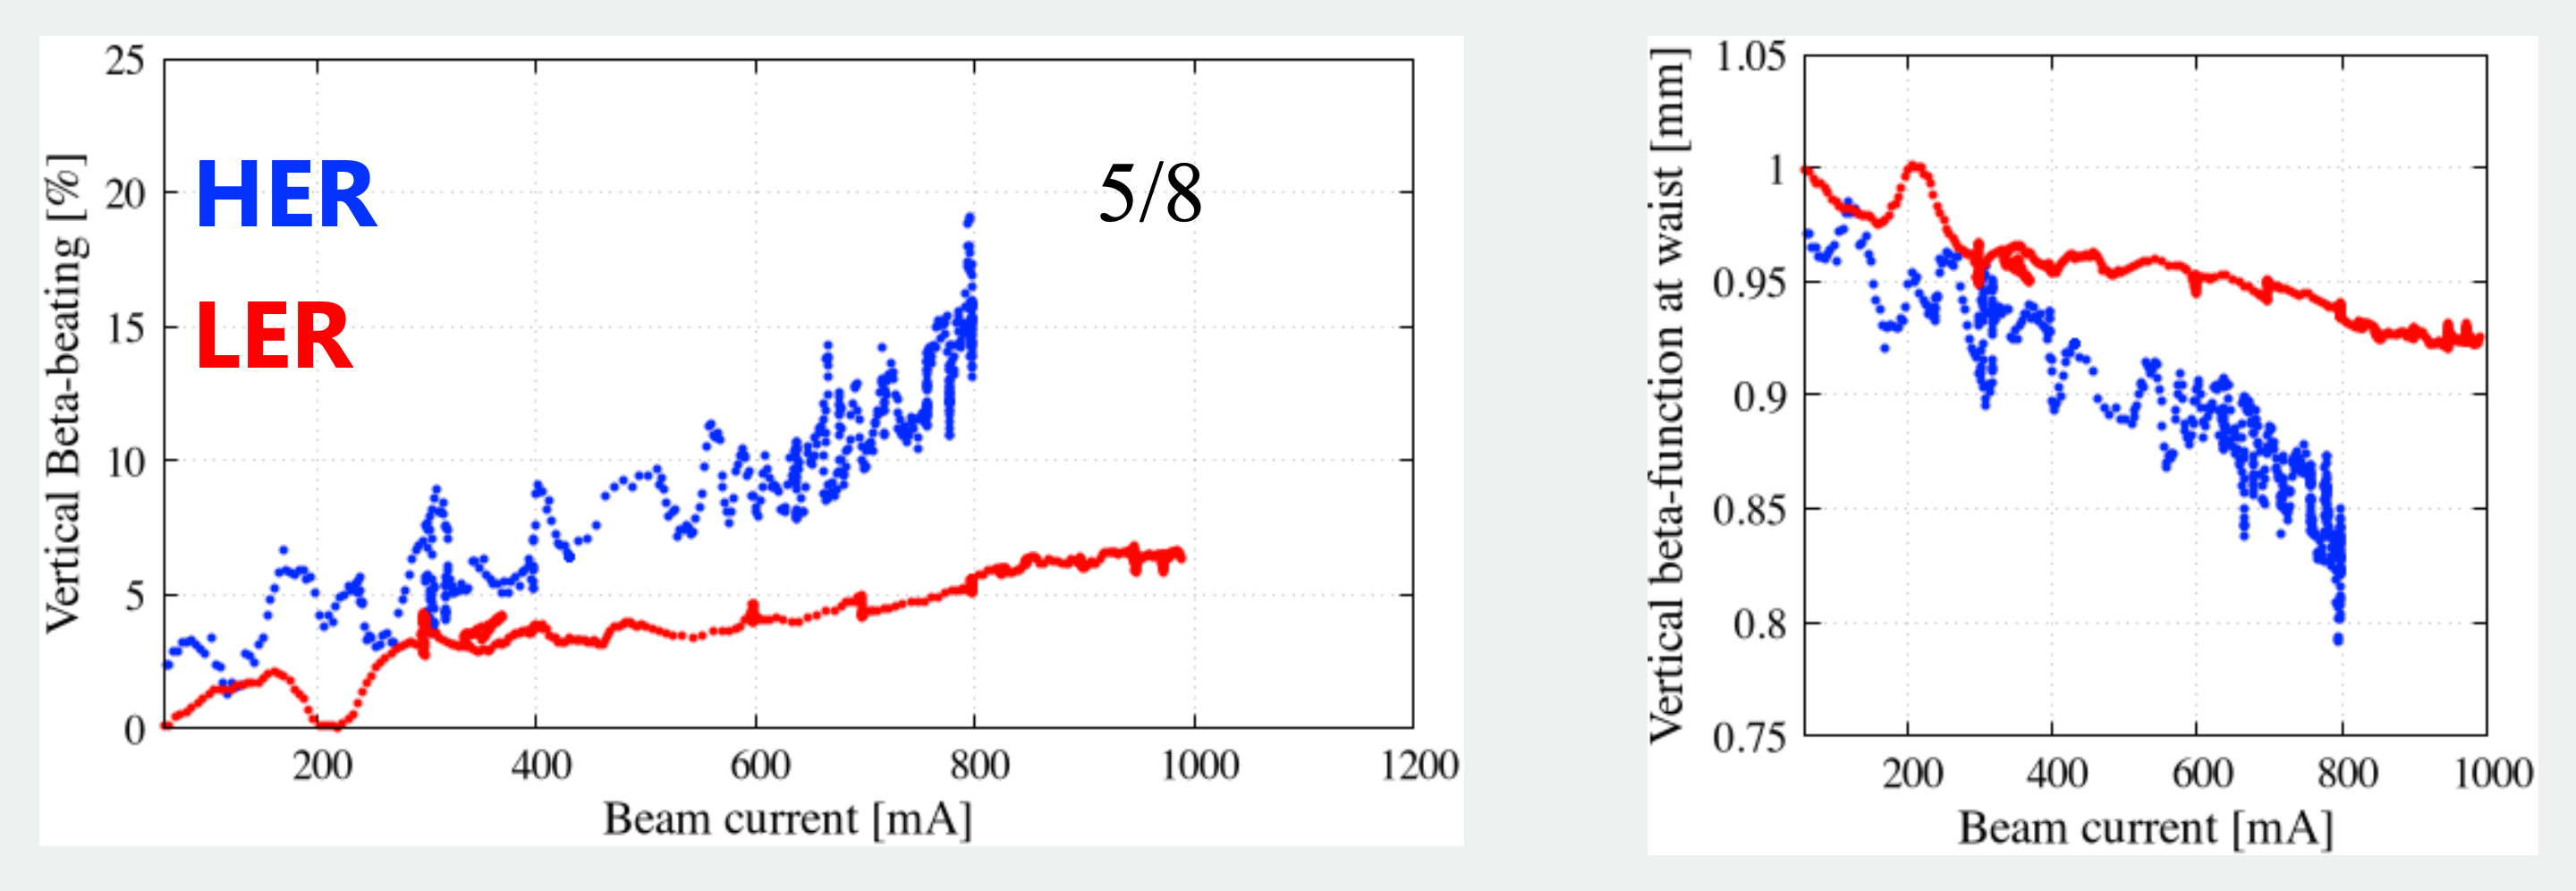 Vertical Beta-beating [%]
25
20
15
10
5
0
HER
LER
5/8
200 400 600 800 1000 1200
Beam current [mA]
Vertical beta-function at waist [mm]
1.05
1
0.95
0.9
0.85
0.8
0.75
200 400 600 800 1000
Beam current [mA]